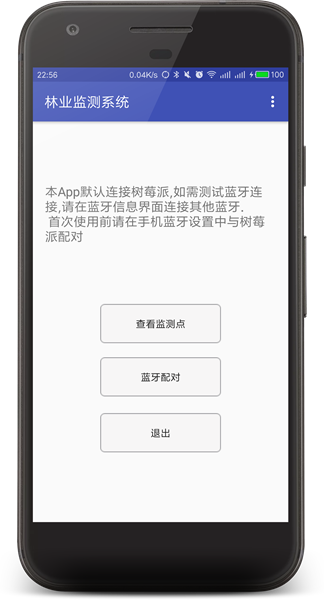 22:56 0.04K/s 100
林业监测系统
本App默认连接树莓派,如需测试蓝牙连
接,请在蓝牙信息界面连接其他蓝牙.
首次使用前请在手机蓝牙设置中与树莓
派配对
查看监测点
蓝牙配对
退出